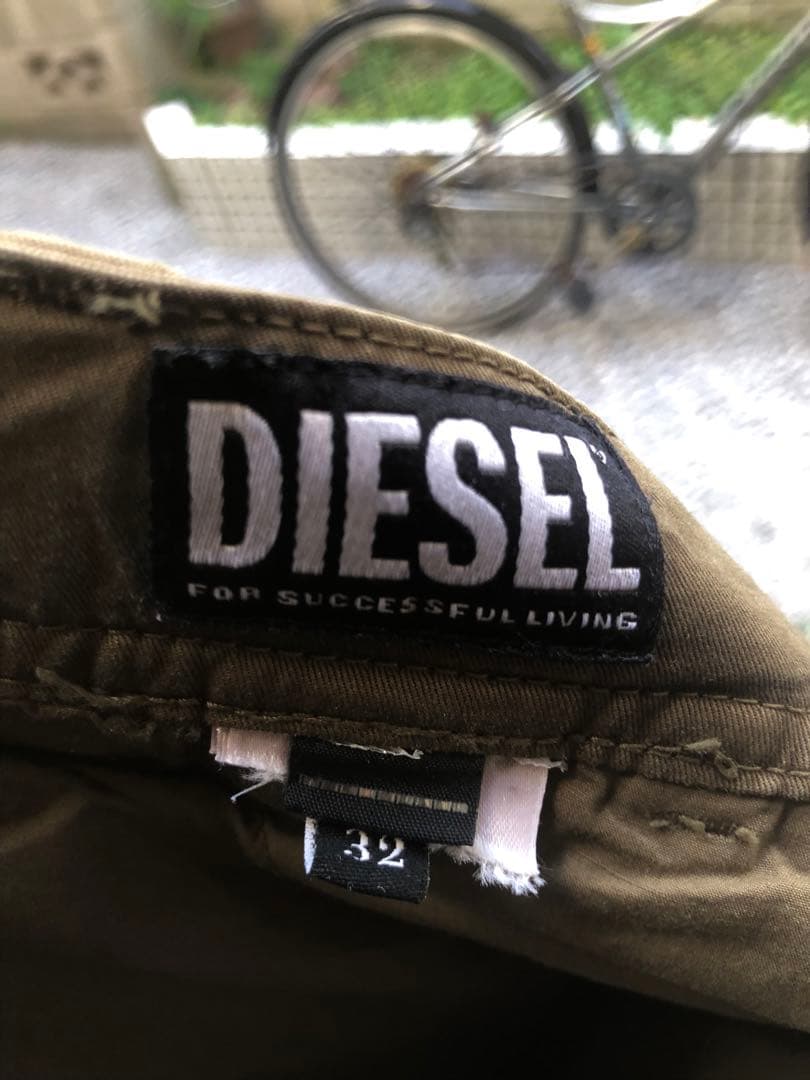 DIESEL
FOR SUCCESSFUL LIVING
32